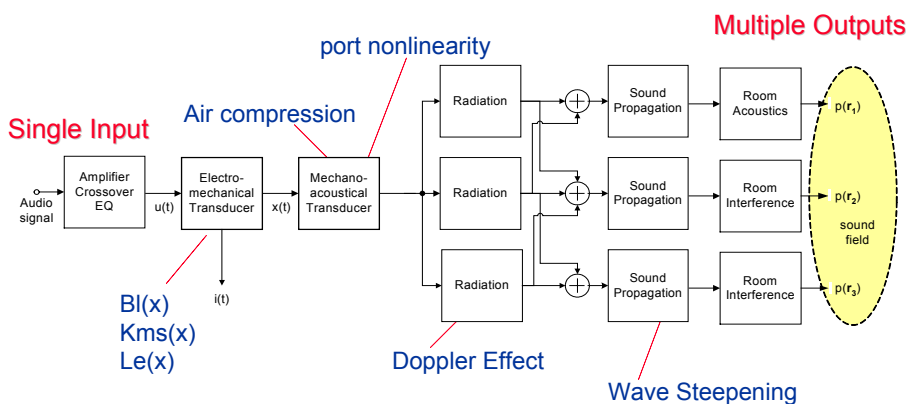 Multiple Outputs
port nonlinearity
Air compression
Single Input
Audio
signal
Amplifier
Crossover
EQ
u(t)
Electro-
mechanical
Transducer
x(t)
i(t)
Mechano-
acoustical
Transducer
Radiation
Sound
Propagation
Room
Acoustics
p(r1)
Radiation
Sound
Propagation
Room
Interference
p(r2)
sound
field
Radiation
Sound
Propagation
Room
Interference
p(r3)
Bl(x)
Kms(x)
Le(x)
Doppler Effect
Wave Steepening